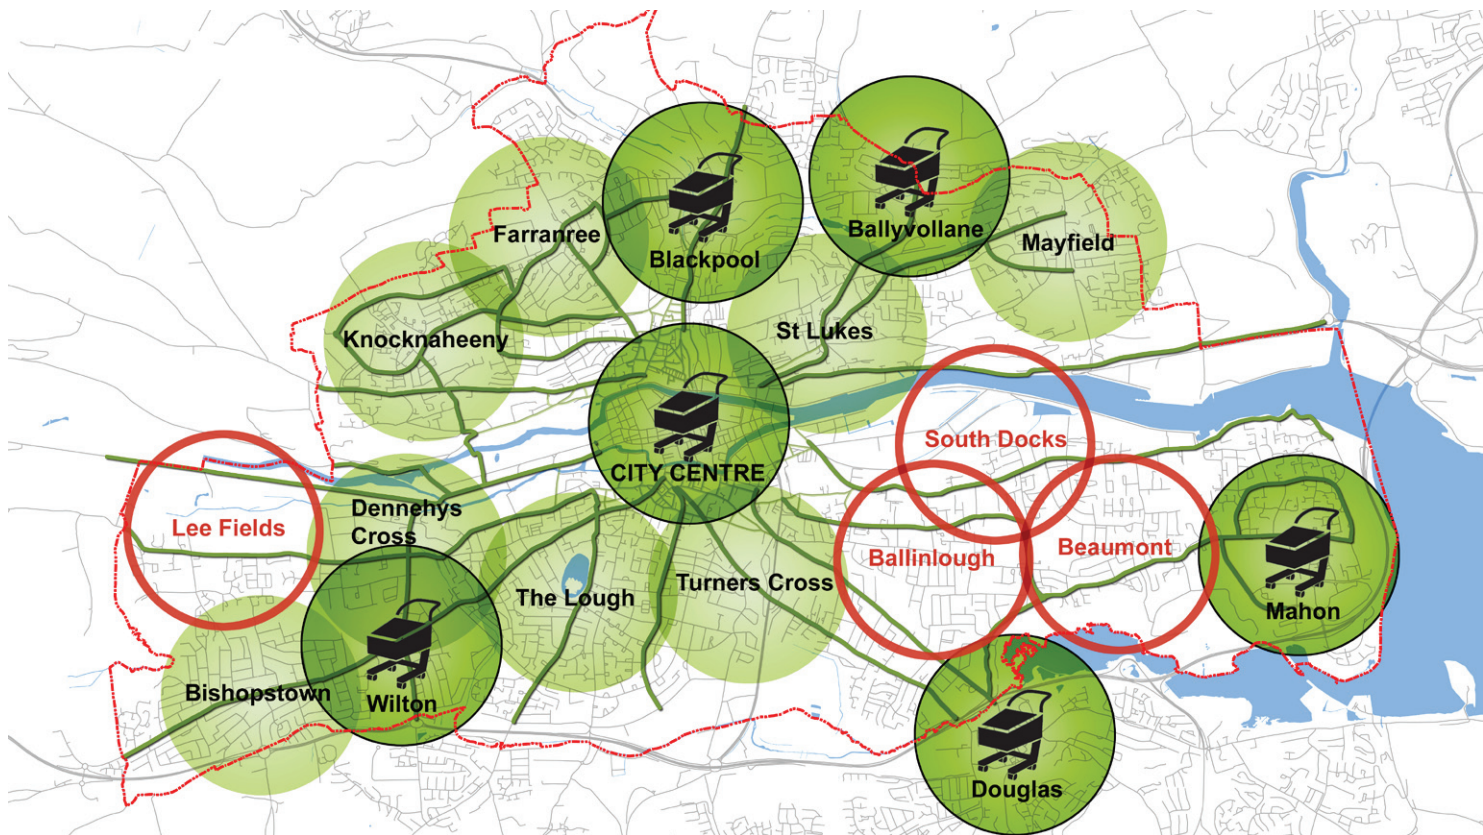 Farranree
Blackpool
Ballyvollane
Mayfield
Knocknaheeny
St Lukes
South Docks
CITY CENTRE
Lee Fields
Dennehys
Cross
Ballinlough
Beaumont
The Lough
Turners Cross
Mahon
Bishopstown
Wilton
Douglas